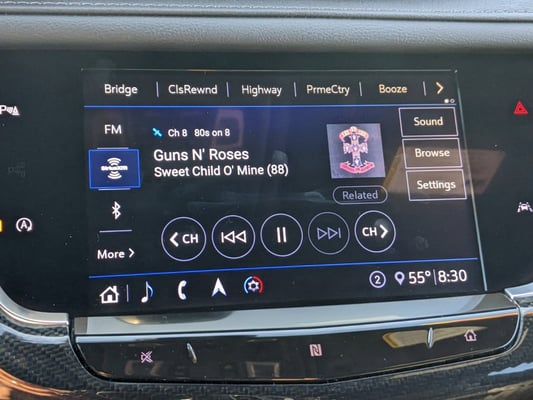 Bridge ClsRewnd Highway PrmeCtry Booze
FM
Ch 8 80s on 8
Sound
SiriusXM
Guns N' Roses
Browse
Sweet Child O' Mine (88)
Related
Settings
CH
CH
More
2 55° 8:30